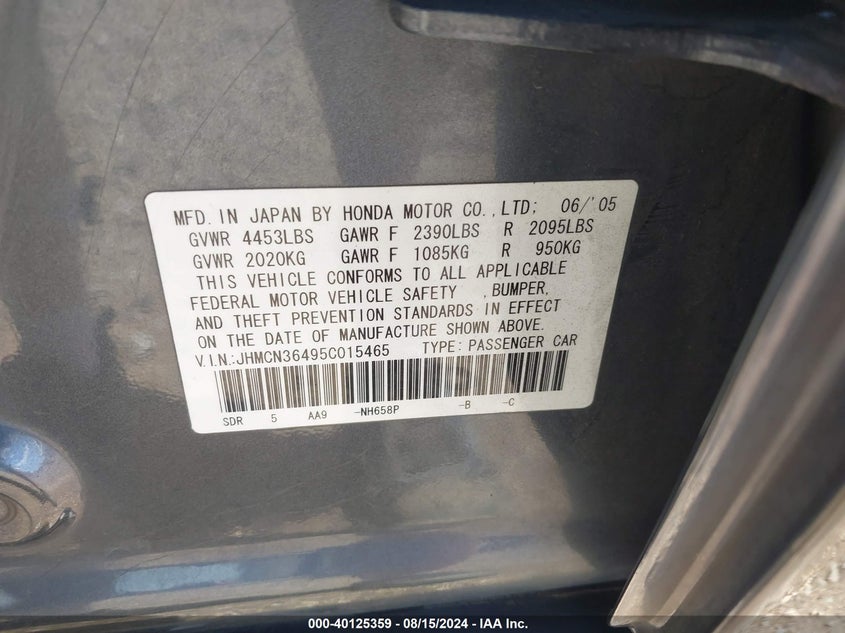 MFD. IN JAPAN BY HONDA MOTOR CO.,LTD; 06/'05
GVWR 4453LBS GAWR F 2390LBS R 2095LBS
GVWR 2020KG GAWR F 1085KG R 950KG
THIS VEHICLE CONFORMS TO ALL APPLICABLE
FEDERAL MOTOR VEHICLE SAFETY ,BUMPER,
AND THEFT PREVENTION STANDARDS IN EFFECT
ON THE DATE OF MANUFACTURE SHOWN ABOVE.
V.I.N.:JHMCN36495C015465 TYPE: PASSENGER CAR
SDR 5 AA9 -NH658P -B -C
000-40125359 - 08/15/2024 - IAA Inc.